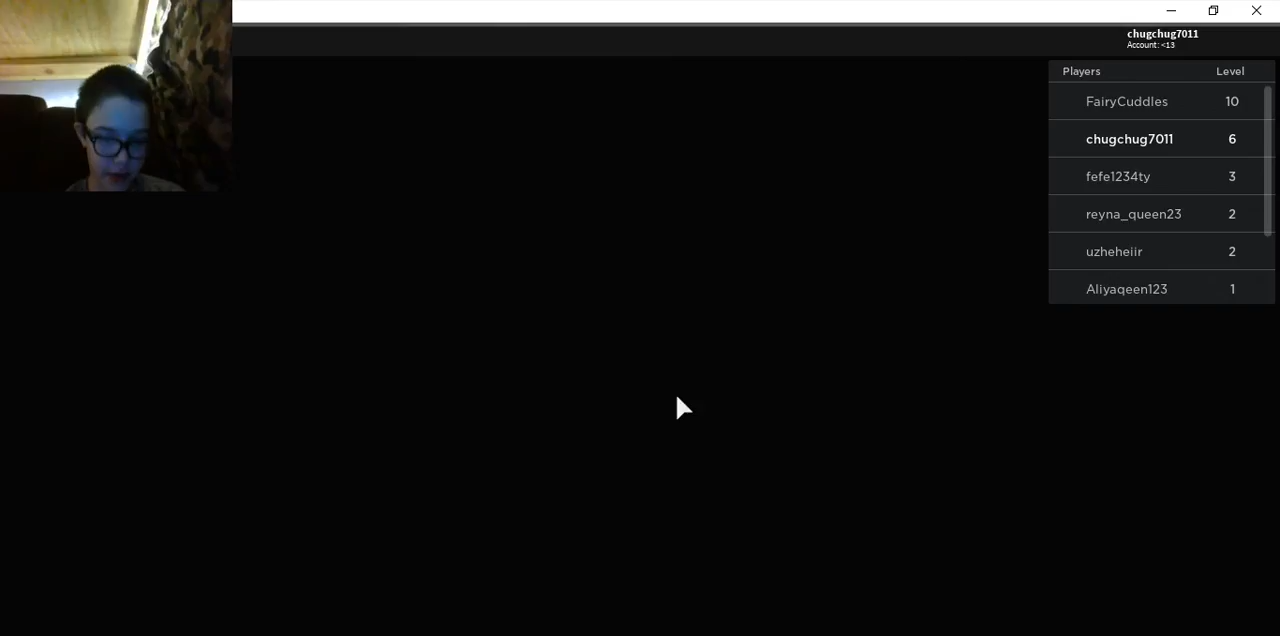 chugchug7011
Account: <13
Players Level
FairyCuddles 10
chugchug7011 6
fefe1234ty 3
reyna_queen23 2
uzheheiir 2
Aliyaqeen123 1